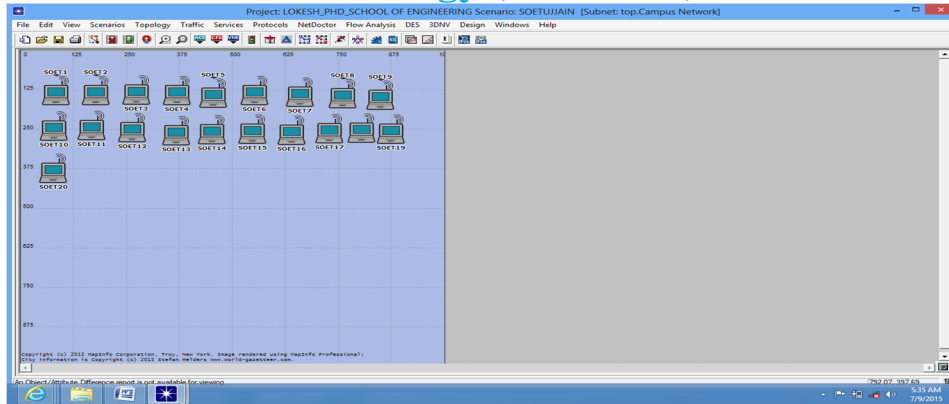 Project: LOKESH_PHD_SCHOOL OF ENGINEERING Scenario: SOETUJJAIN [Subnet: top.Campus Network]
File Edit View Scenarios Topology Traffic Services Protocols NetDoctor Flow Analysis DES 3DNV Design Windows Help
0 125 250 375 500 625 750 875 10
SOET1 SOET2 SOET5 SOET8 SOET9
125
SOET3 SOET4 SOET6 SOET7
250
SOET10 SOET11 SOET12 SOET13 SOET14 SOET15 SOET16 SOET17 SOET19
375
SOET20
500
625
750
875
Copyright (c) 2013 MapInfo Corporation, Troy, New York. Image rendered using MapInfo Professional;
City information is Copyright (c) 2013 Stefan Helders www.world-gazetteer.com.
An Object/Attribute Difference report is not available for viewing
792.07, 397.69
5:35 AM
7/9/2015